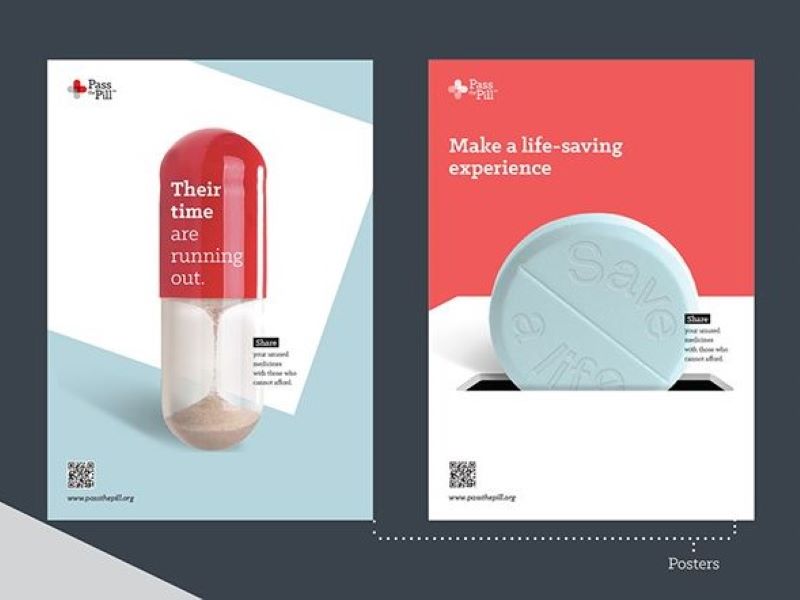 Pass
the Pill™
Their
time
are
running
out.
Share
your unused
medicines
with those who
cannot afford.
www.passthepill.org
Pass
the Pill™
Make a life-saving
experience
Save
a life
Share
your unused
medicines
with those who
cannot afford.
www.passthepill.org
Posters